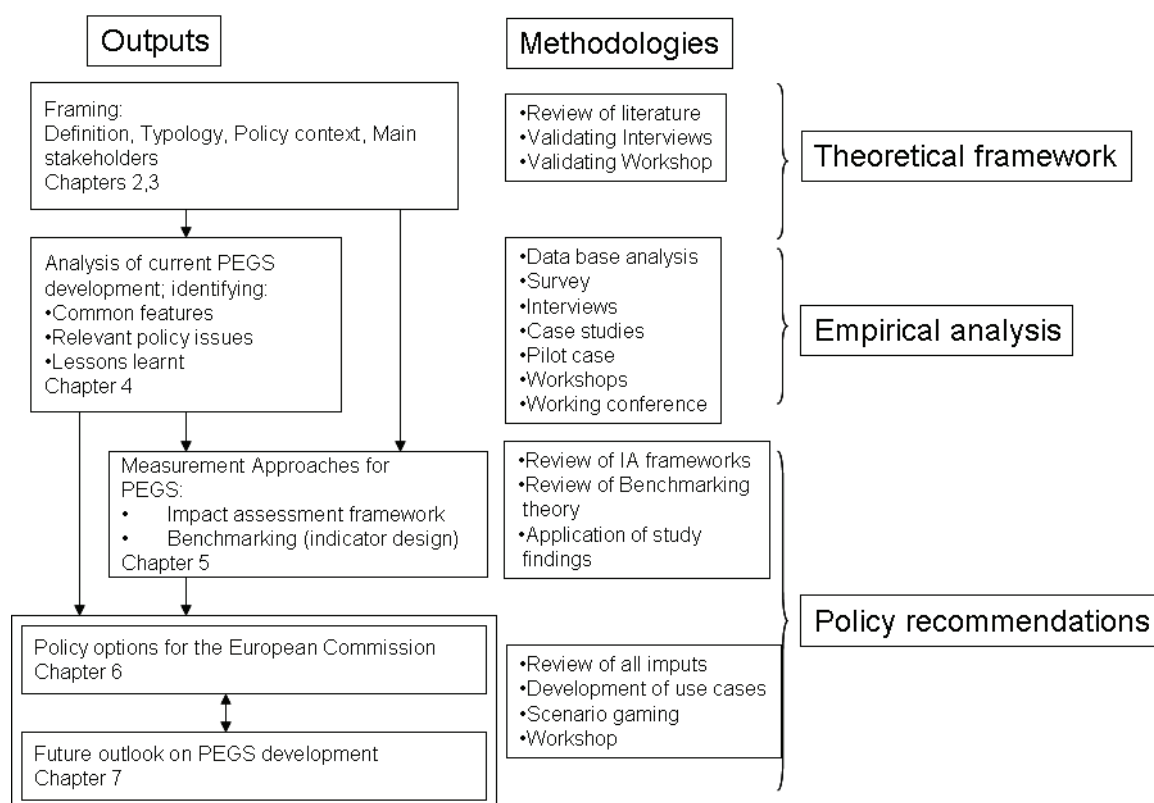 Outputs
Methodologies
Framing:
Definition, Typology, Policy context, Main
stakeholders
Chapters 2,3
•Review of literature
•Validating Interviews
•Validating Workshop
Theoretical framework
Analysis of current PEGS
development; identifying:
•Common features
•Relevant policy issues
•Lessons learnt
Chapter 4
•Data base analysis
•Survey
•Interviews
•Case studies
•Pilot case
•Workshops
•Working conference
Empirical analysis
Measurement Approaches for
PEGS:
• Impact assessment framework
• Benchmarking (indicator design)
Chapter 5
•Review of IA frameworks
•Review of Benchmarking
theory
•Application of study
findings
Policy recommendations
Policy options for the European Commission
Chapter 6
Future outlook on PEGS development
Chapter 7
•Review of all imputs
•Development of use cases
•Scenario gaming
•Workshop